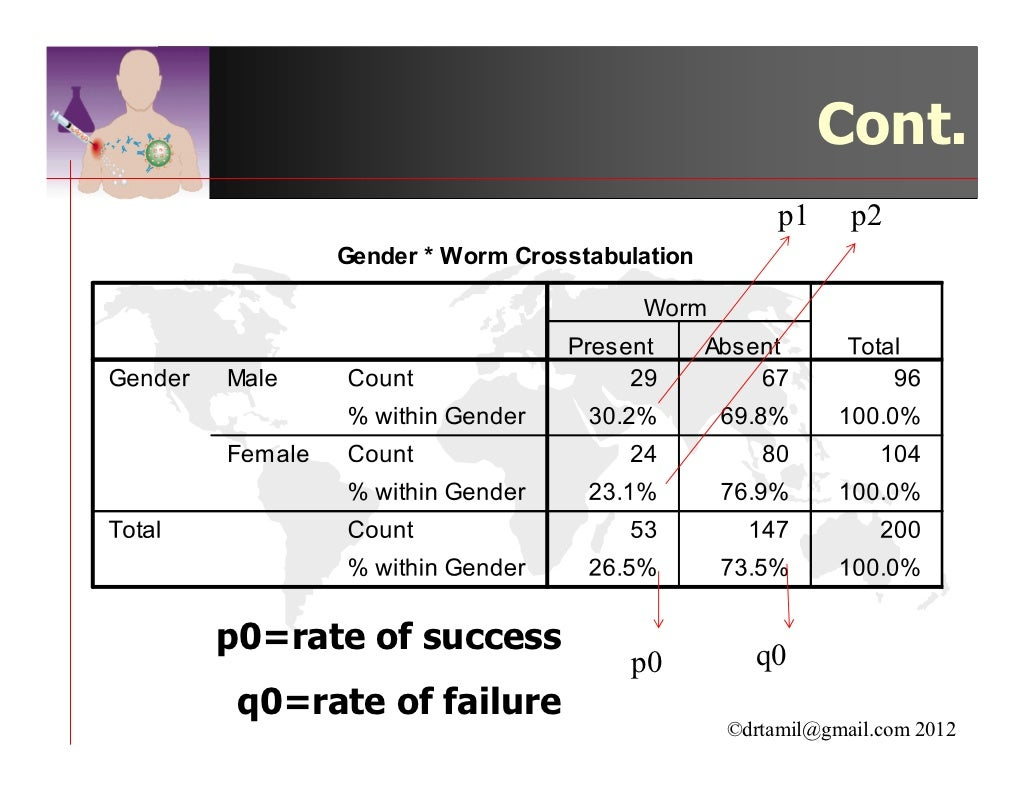 Cont.
p1 p2
Gender * Worm Crosstabulation
Worm
Present Absent Total
Gender Male Count 29 67 96
% within Gender 30.2% 69.8% 100.0%
Female Count 24 80 104
% within Gender 23.1% 76.9% 100.0%
Total Count 53 147 200
% within Gender 26.5% 73.5% 100.0%
p0=rate of success
p0 q0
q0=rate of failure
©drtamil@gmail.com 2012